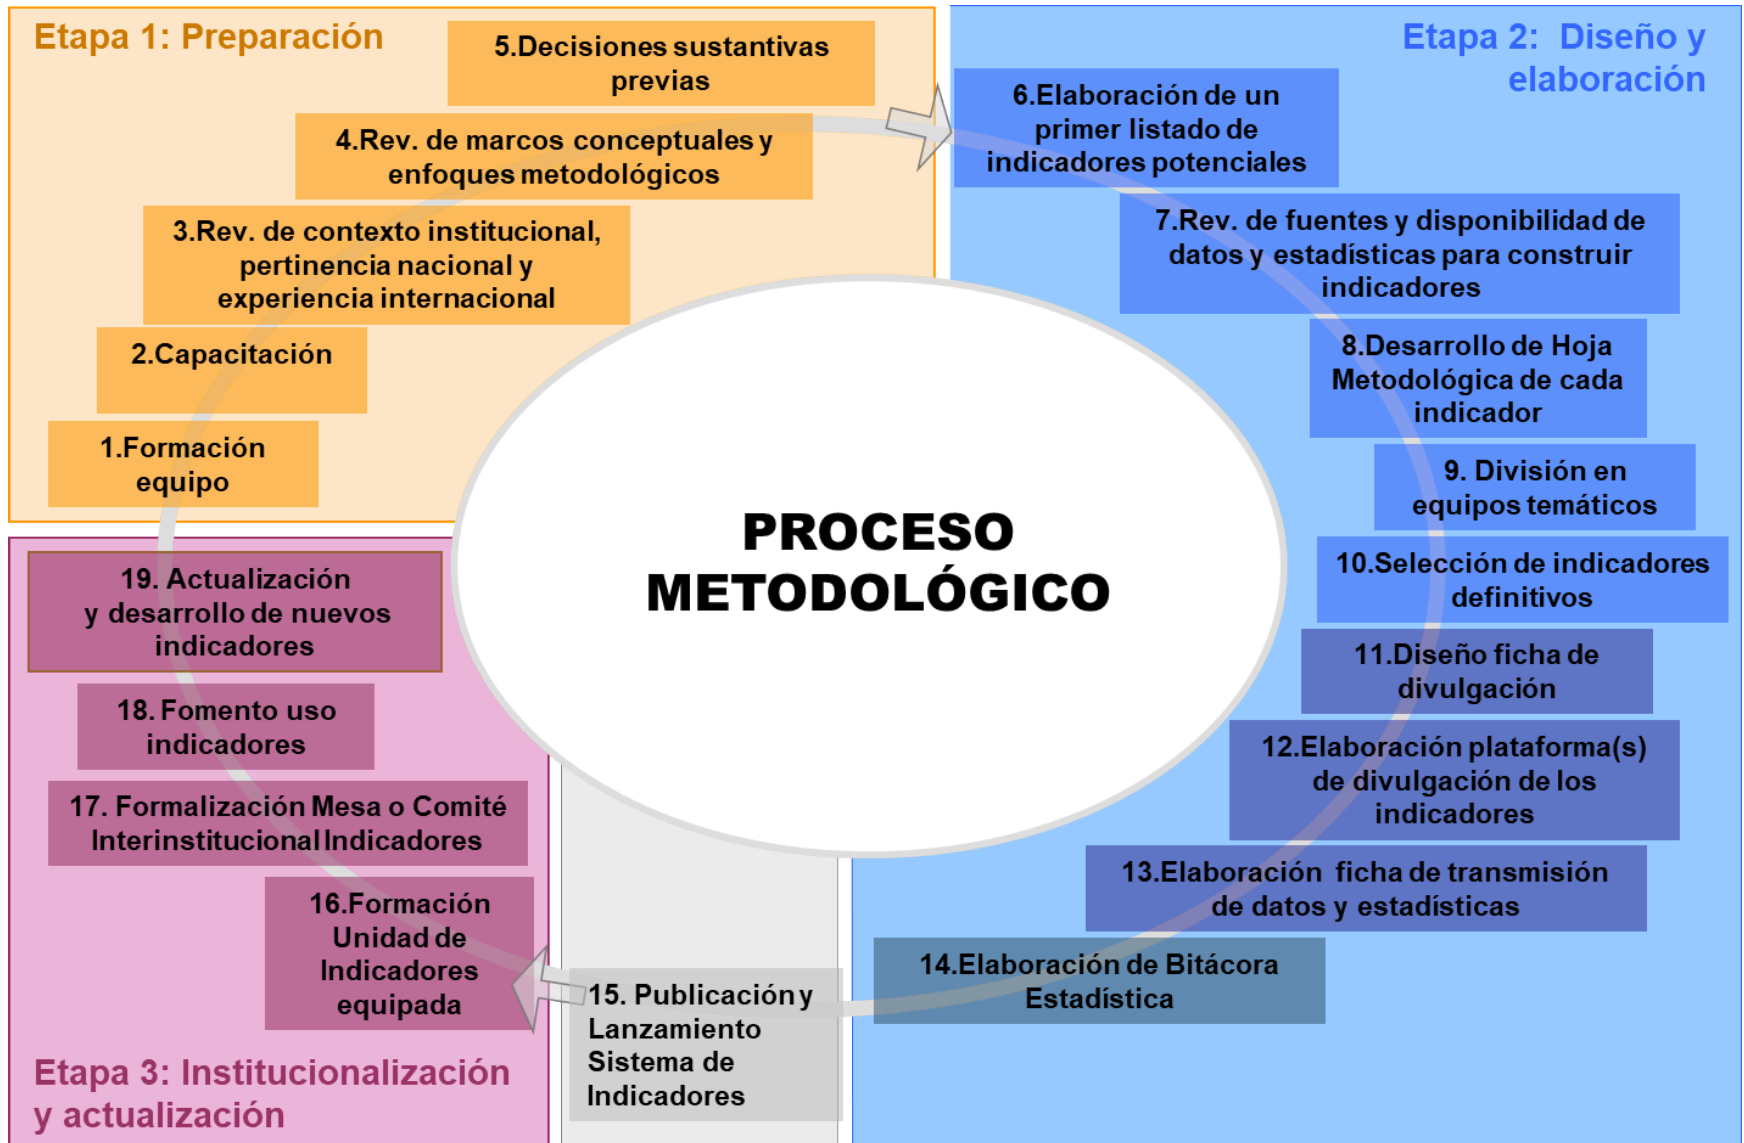 Etapa 1: Preparación
5.Decisiones sustantivas
previas
4.Rev. de marcos conceptuales y
enfoques metodológicos
3.Rev. de contexto institucional,
pertinencia nacional y
experiencia internacional
2.Capacitación
1.Formación
equipo
Etapa 2: Diseño y
elaboración
6.Elaboración de un
primer listado de
indicadores potenciales
7.Rev. de fuentes y disponibilidad de
datos y estadísticas para construir
indicadores
8.Desarrollo de Hoja
Metodológica de cada
indicador
9. División en
equipos temáticos
10.Selección de indicadores
definitivos
11.Diseño ficha de
divulgación
12.Elaboración plataforma(s)
de divulgación de los
indicadores
13.Elaboración ficha de transmisión
de datos y estadísticas
14.Elaboración de Bitácora
Estadística
PROCESO
METODOLÓGICO
15. Publicación y
Lanzamiento
Sistema de
Indicadores
19. Actualización
y desarrollo de nuevos
indicadores
18. Fomento uso
indicadores
17. Formalización Mesa o Comité
Interinstitucional Indicadores
16.Formación
Unidad de
Indicadores
equipada
Etapa 3: Institucionalización
y actualización